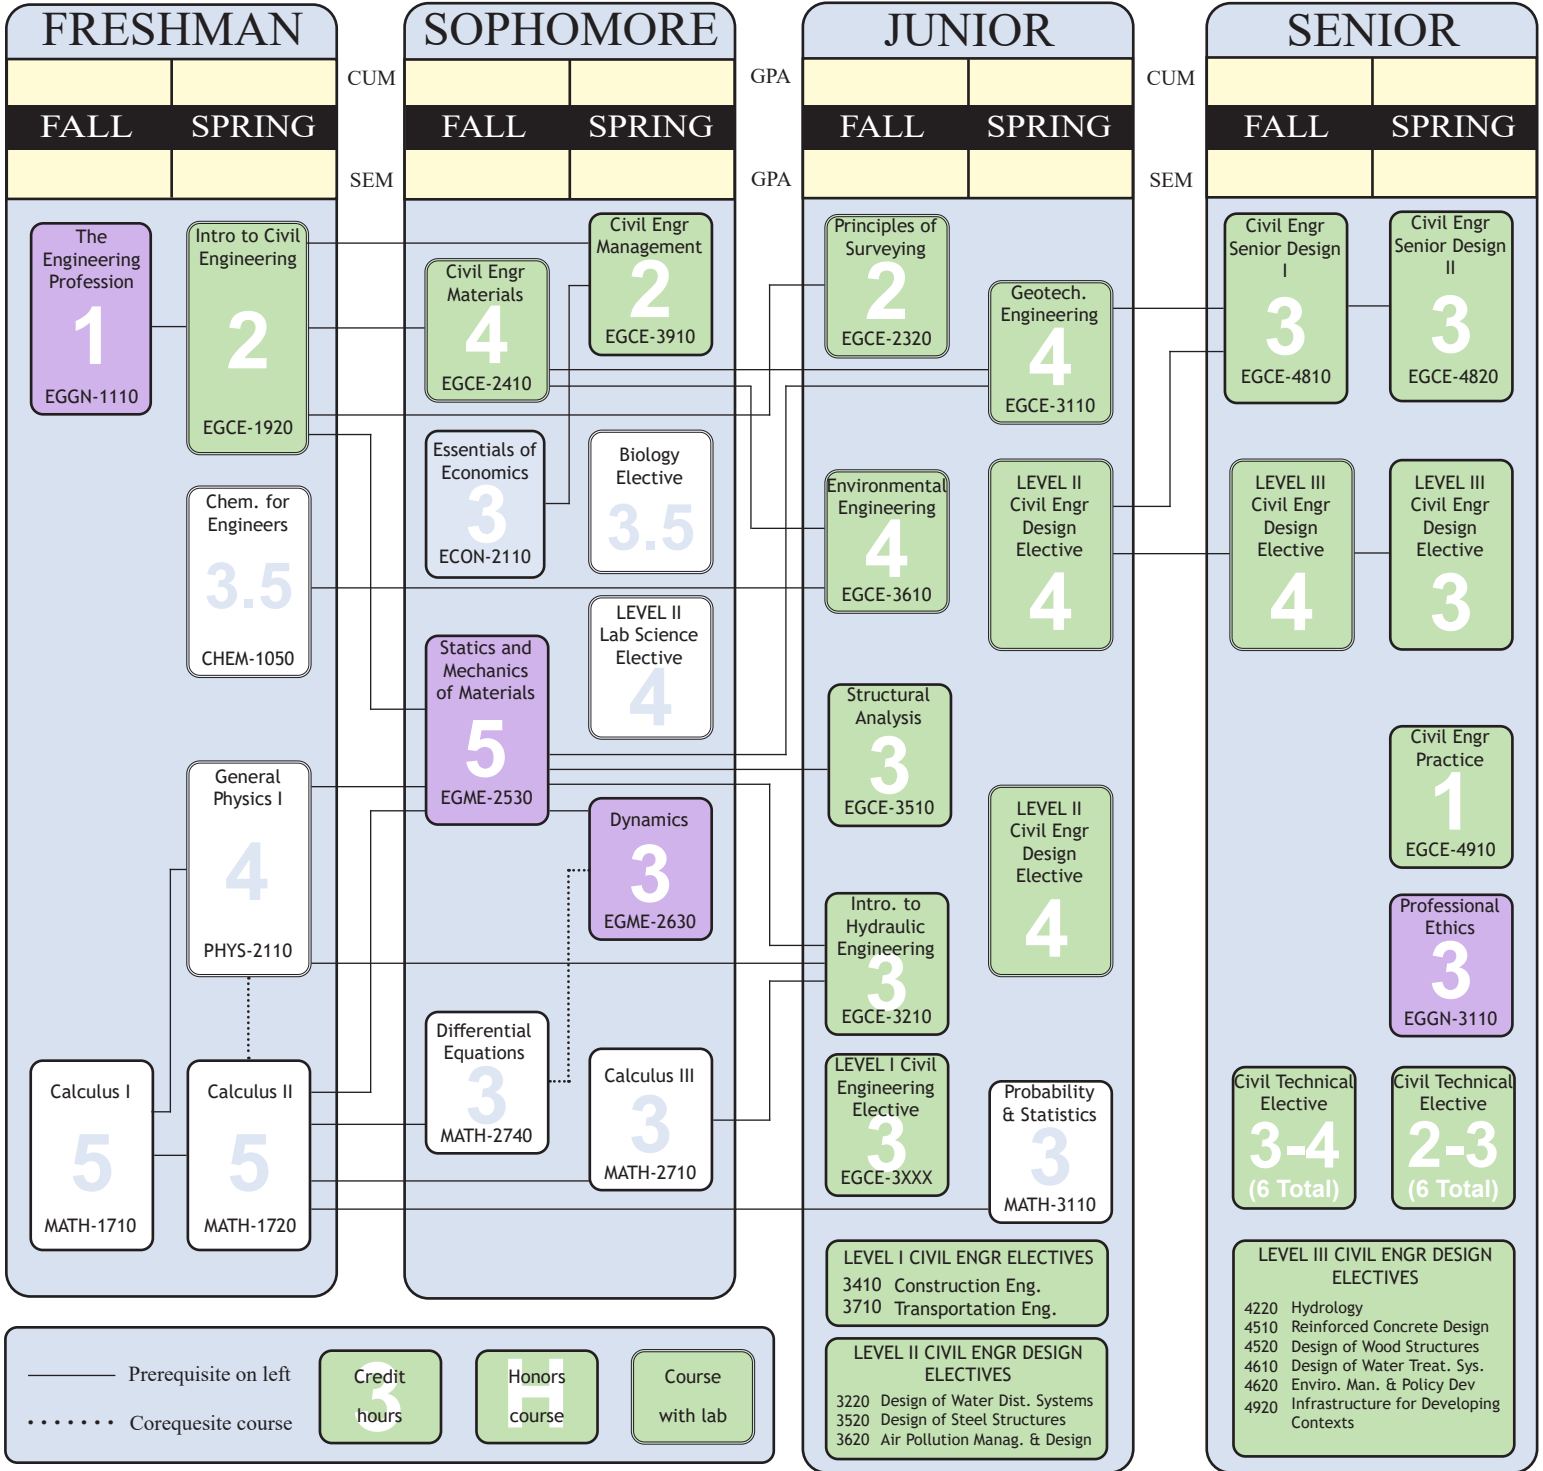 FRESHMAN
CUM
FALL
SPRING
SEM
The
Engineering
Profession
1
EGGN-1110
Intro to Civil
Engineering
2
EGCE-1920
Chem. for
Engineers
3.5
CHEM-1050
General
Physics I
4
PHYS-2110
Calculus I
5
MATH-1710
Calculus II
5
MATH-1720
SOPHOMORE
GPA
FALL
SPRING
GPA
Civil Engr
Materials
4
EGCE-2410
Civil Engr
Management
2
EGCE-3910
Essentials of
Economics
3
ECON-2110
Biology
Elective
3.5
LEVEL II
Lab Science
Elective
4
Statics and
Mechanics
of Materials
5
EGME-2530
Dynamics
3
EGME-2630
Differential
Equations
3
MATH-2740
Calculus III
3
MATH-2710
JUNIOR
CUM
FALL
SPRING
SEM
Principles of
Surveying
2
EGCE-2320
Geotech.
Engineering
4
EGCE-3110
Environmental
Engineering
4
EGCE-3610
LEVEL II
Civil Engr
Design
Elective
4
Structural
Analysis
3
EGCE-3510
LEVEL II
Civil Engr
Design
Elective
4
Intro. to
Hydraulic
Engineering
3
EGCE-3210
LEVEL I Civil
Engineering
Elective
3
EGCE-3XXX
Probability
& Statistics
3
MATH-3110
LEVEL I CIVIL ENGR ELECTIVES
3410 Construction Eng.
3710 Transportation Eng.
LEVEL II CIVIL ENGR DESIGN
ELECTIVES
3220 Design of Water Dist. Systems
3520 Design of Steel Structures
3620 Air Pollution Manag. & Design
SENIOR
FALL
SPRING
Civil Engr
Senior Design
I
3
EGCE-4810
Civil Engr
Senior Design
II
3
EGCE-4820
LEVEL III
Civil Engr
Design
Elective
4
LEVEL III
Civil Engr
Design
Elective
3
Civil Engr
Practice
1
EGCE-4910
Professional
Ethics
3
EGGN-3110
Civil Technical
Elective
3-4
(6 Total)
Civil Technical
Elective
2-3
(6 Total)
LEVEL III CIVIL ENGR DESIGN
ELECTIVES
4220 Hydrology
4510 Reinforced Concrete Design
4520 Design of Wood Structures
4610 Design of Water Treat. Sys.
4620 Enviro. Man. & Policy Dev
4920 Infrastructure for Developing
Contexts
Prerequisite on left
Corequesite course
Credit
3
hours
Honors
H
course
Course
with lab